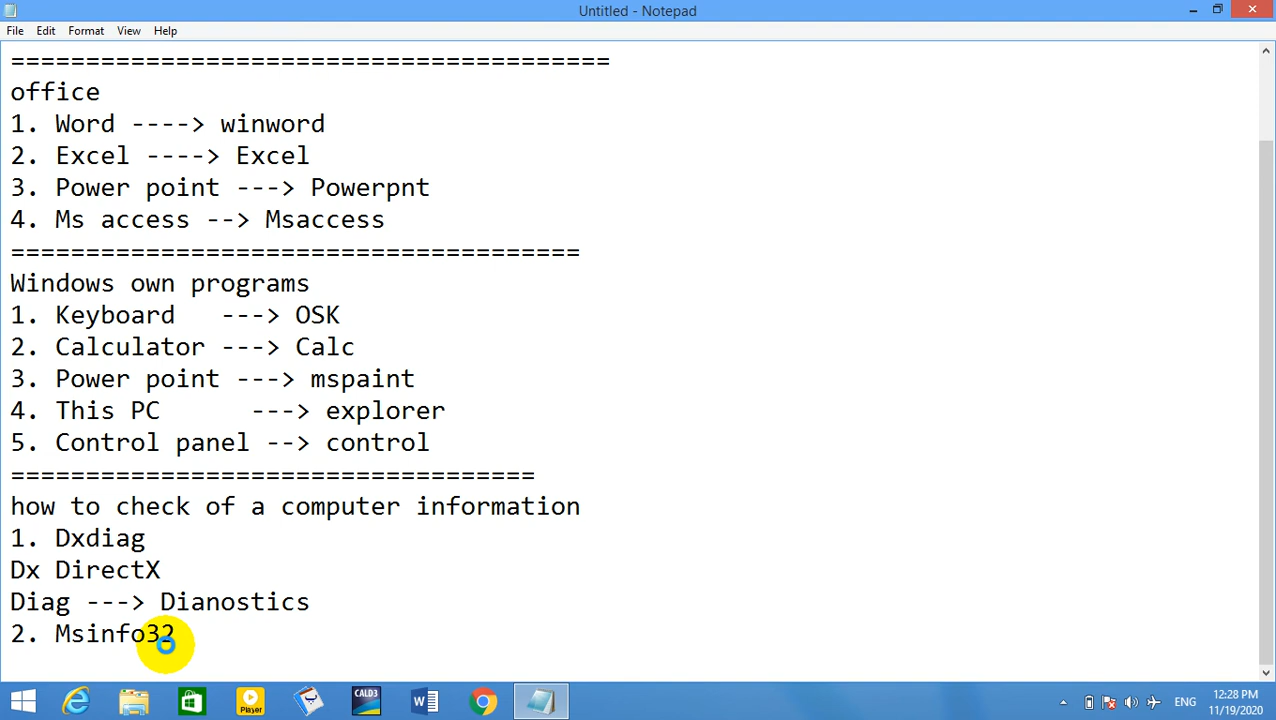 Untitled - Notepad
File Edit Format View Help
========================================
office
1. Word ----> winword
2. Excel ----> Excel
3. Power point ---> Powerpnt
4. Ms access --> Msaccess
======================================
Windows own programs
1. Keyboard   ---> OSK
2. Calculator ---> Calc
3. Power point ---> mspaint
4. This PC      ---> explorer
5. Control panel --> control
===================================
how to check of a computer information
1. Dxdiag
Dx DirectX
Diag ---> Dianostics
2. Msinfo32
Player
CALD3
ENG
12:28 PM
11/19/2020